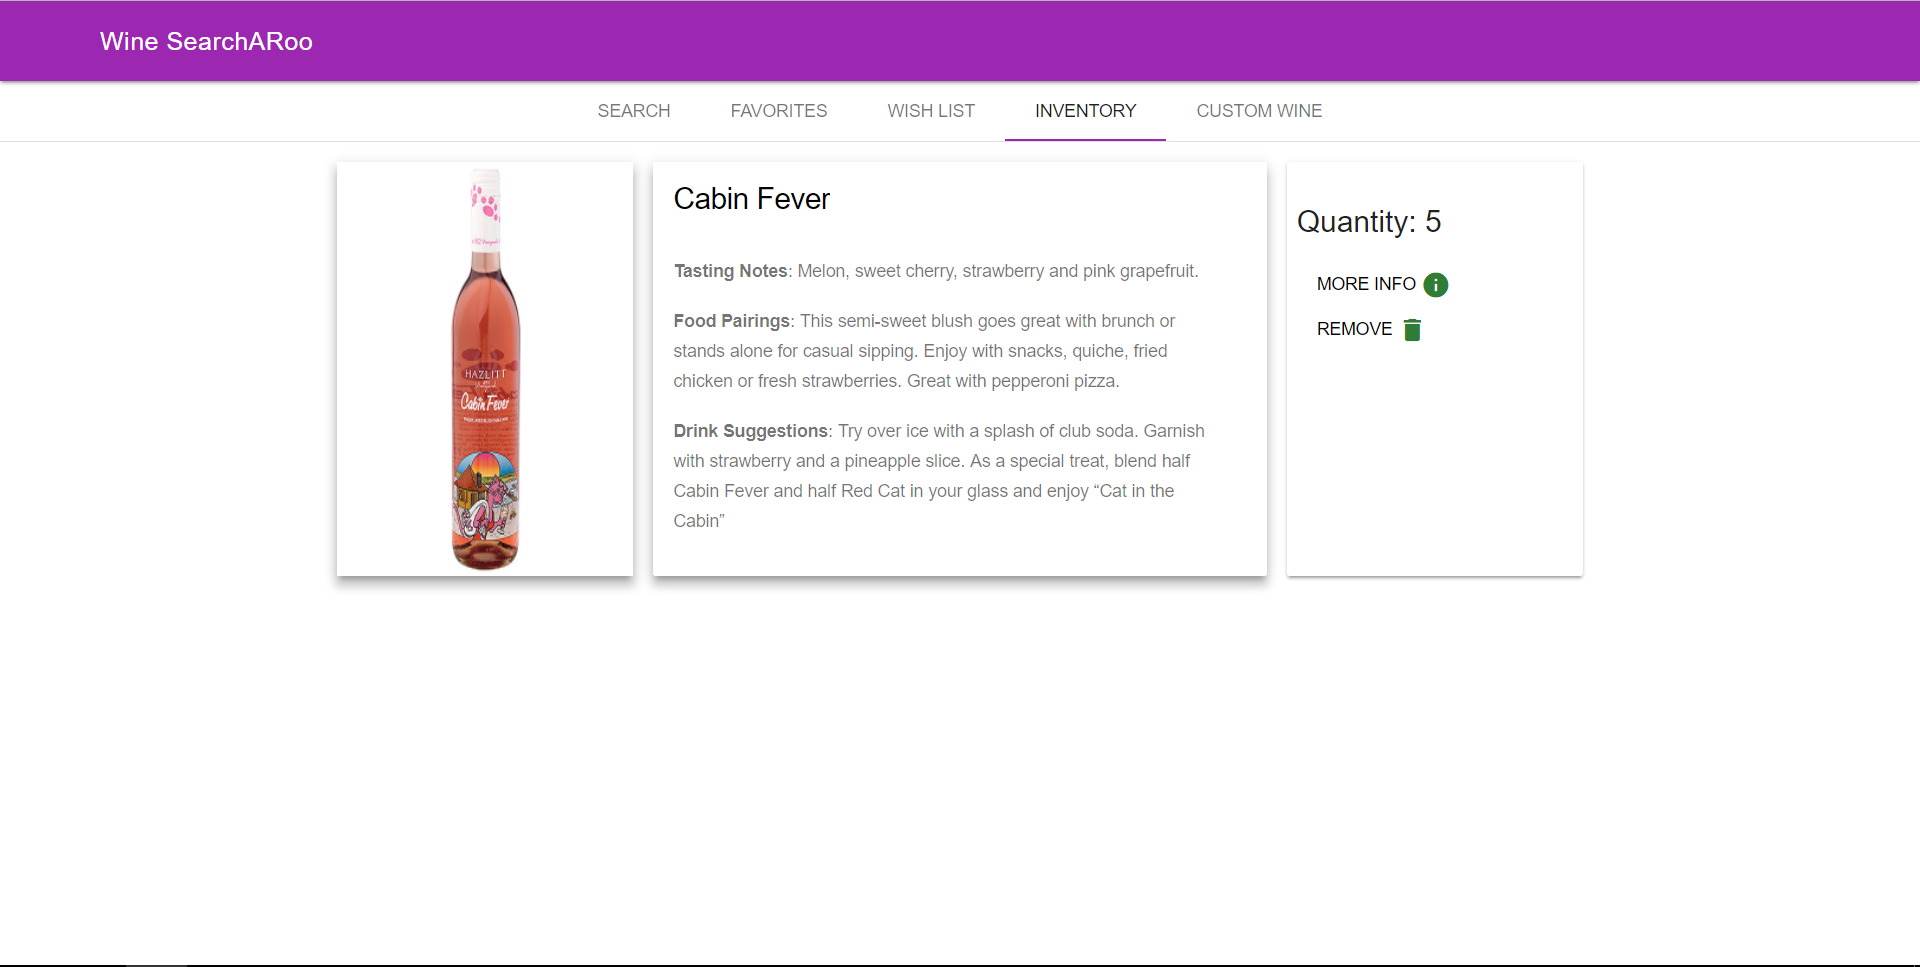 Wine SearchARoo
SEARCH
FAVORITES
WISH LIST
INVENTORY
CUSTOM WINE
HAZLITT
Cabin Fever
Cabin Fever
Tasting Notes: Melon, sweet cherry, strawberry and pink grapefruit.
Food Pairings: This semi-sweet blush goes great with brunch or
stands alone for casual sipping. Enjoy with snacks, quiche, fried
chicken or fresh strawberries. Great with pepperoni pizza.
Drink Suggestions: Try over ice with a splash of club soda. Garnish
with strawberry and a pineapple slice. As a special treat, blend half
Cabin Fever and half Red Cat in your glass and enjoy “Cat in the
Cabin”
Quantity: 5
MORE INFO
REMOVE